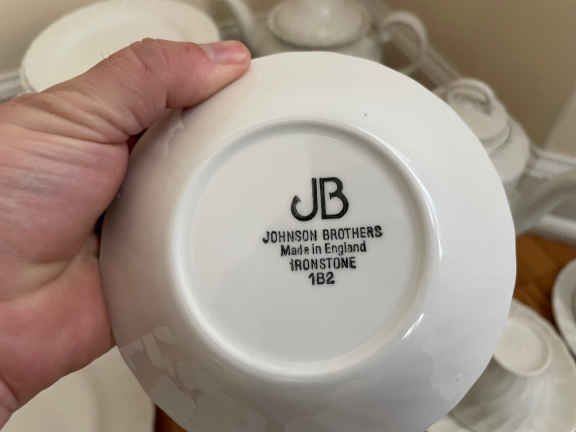 JB
JOHNSON BROTHERS
Made in England
IRONSTONE
1B2